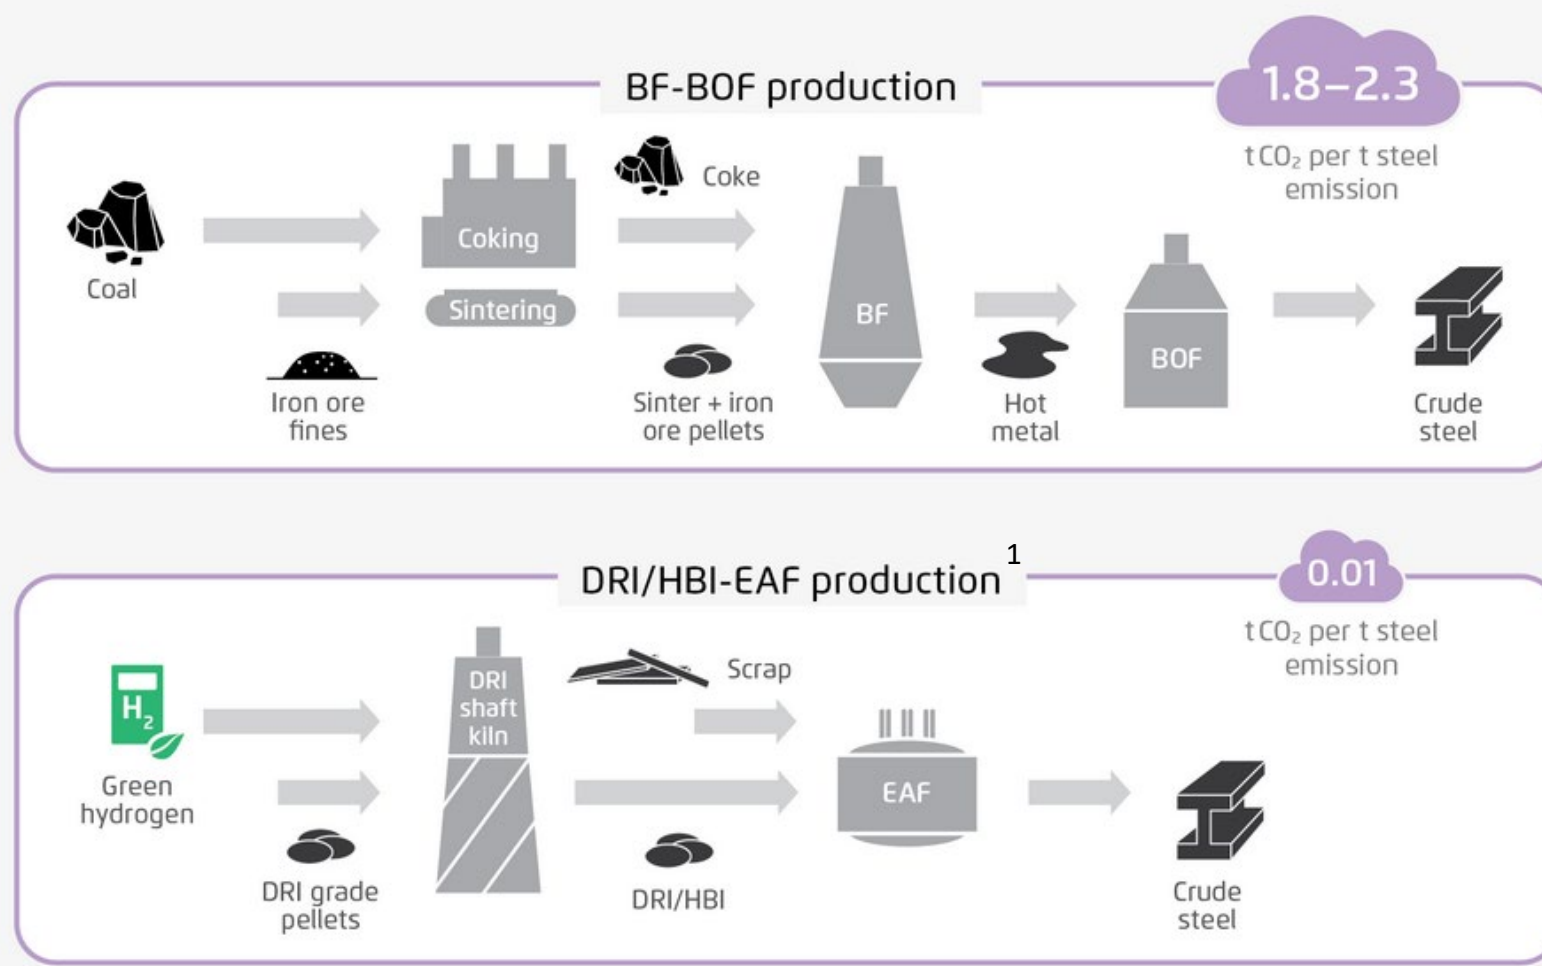 BF-BOF production
1.8–2.3
t CO₂ per t steel
emission
Coal
Coking
Sintering
Coke
Iron ore
fines
Sinter + iron
ore pellets
BF
Hot
metal
BOF
Crude
steel
DRI/HBI-EAF production¹
0.01
t CO₂ per t steel
emission
H₂
Green
hydrogen
DRI grade
pellets
DRI
shaft
kiln
Scrap
DRI/HBI
EAF
Crude
steel